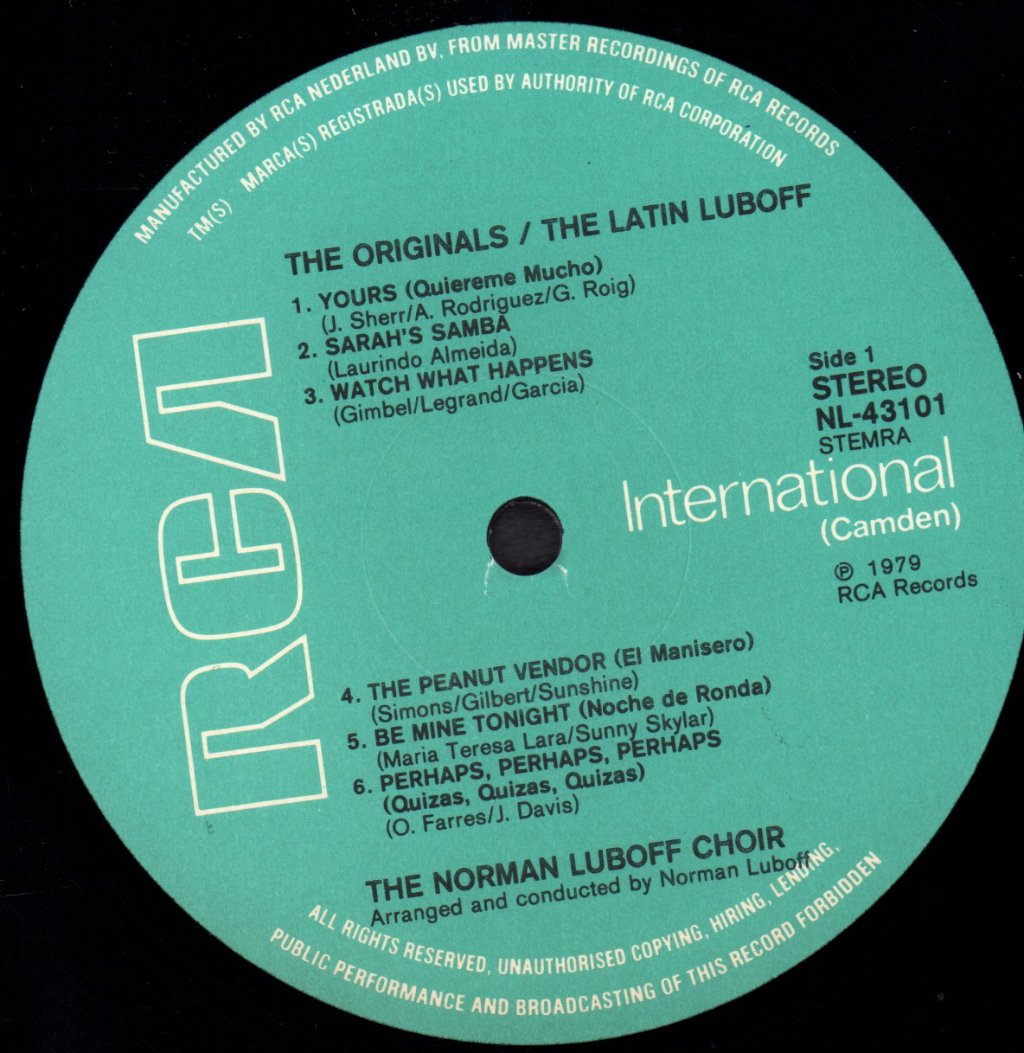 MANUFACTURED BY RCA NEDERLAND BV. FROM MASTER RECORDINGS OF RCA RECORDS
TM(S) MARCA(S) REGISTRADA(S) USED BY AUTHORITY OF RCA CORPORATION
THE ORIGINALS / THE LATIN LUBOFF
1. YOURS (Quiereme Mucho)
(J. Sherr/A. Rodriguez/G. Roig)
2. SARAH'S SAMBA
(Laurindo Almeida)
3. WATCH WHAT HAPPENS
(Gimbel/Legrand/Garcia)
Side 1
STEREO
NL-43101
STEMRA
International
(Camden)
℗ 1979
RCA Records
RCA
4. THE PEANUT VENDOR (El Manisero)
(Simons/Gilbert/Sunshine)
5. BE MINE TONIGHT (Noche de Ronda)
(Maria Teresa Lara/Sunny Skylar)
6. PERHAPS, PERHAPS, PERHAPS
(Quizas, Quizas, Quizas)
(O. Farres/J. Davis)
THE NORMAN LUBOFF CHOIR
Arranged and conducted by Norman Luboff
ALL RIGHTS RESERVED, UNAUTHORISED COPYING, HIRING, LENDING,
PUBLIC PERFORMANCE AND BROADCASTING OF THIS RECORD FORBIDDEN